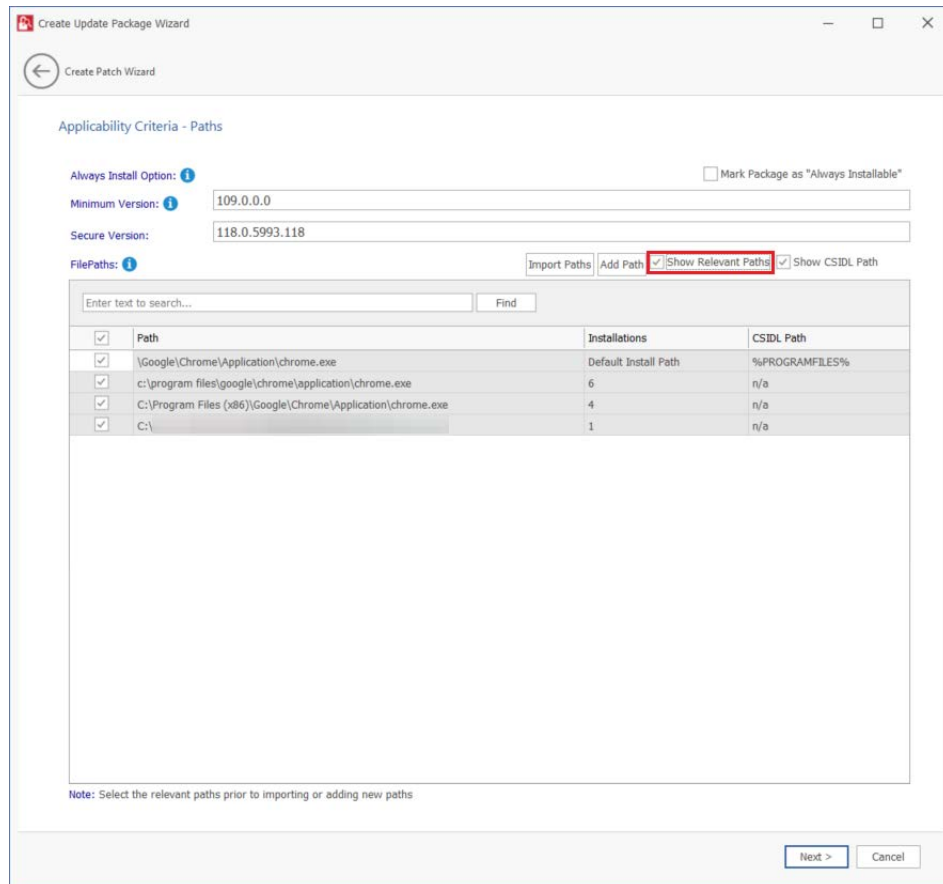 Create Update Package Wizard
Create Patch Wizard
Applicability Criteria - Paths
Always Install Option: Mark Package as "Always Installable"
Minimum Version: 109.0.0.0
Secure Version: 118.0.5993.118
FilePaths: Import Paths Add Path Show Relevant Paths Show CSIDL Path
Enter text to search... Find
Path Installations CSIDL Path
\Google\Chrome\Application\chrome.exe Default Install Path %PROGRAMFILES%
c:\program files\google\chrome\application\chrome.exe 6 n/a
C:\Program Files (x86)\Google\Chrome\Application\chrome.exe 4 n/a
C:\ 1 n/a
Note: Select the relevant paths prior to importing or adding new paths
Next > Cancel